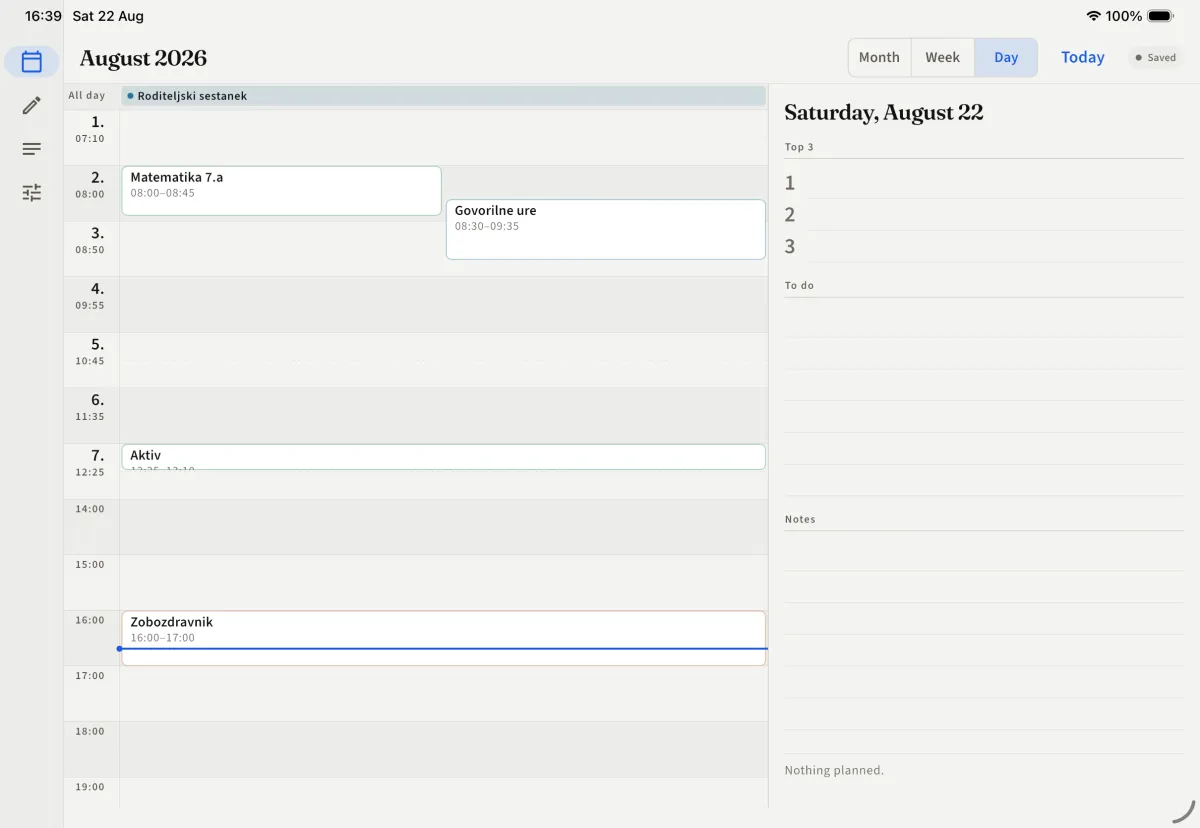 16:39 Sat 22 Aug
100%
August 2026
Month Week Day Today Saved
All day Roditeljski sestanek
1.
07:10
2.
08:00
Matematika 7.a
08:00–08:45
Govorilne ure
08:30–09:35
3.
08:50
4.
09:55
5.
10:45
6.
11:35
7.
12:25
Aktiv
14:00
15:00
16:00
Zobozdravnik
16:00–17:00
17:00
18:00
19:00
Saturday, August 22
Top 3
1
2
3
To do
Notes
Nothing planned.